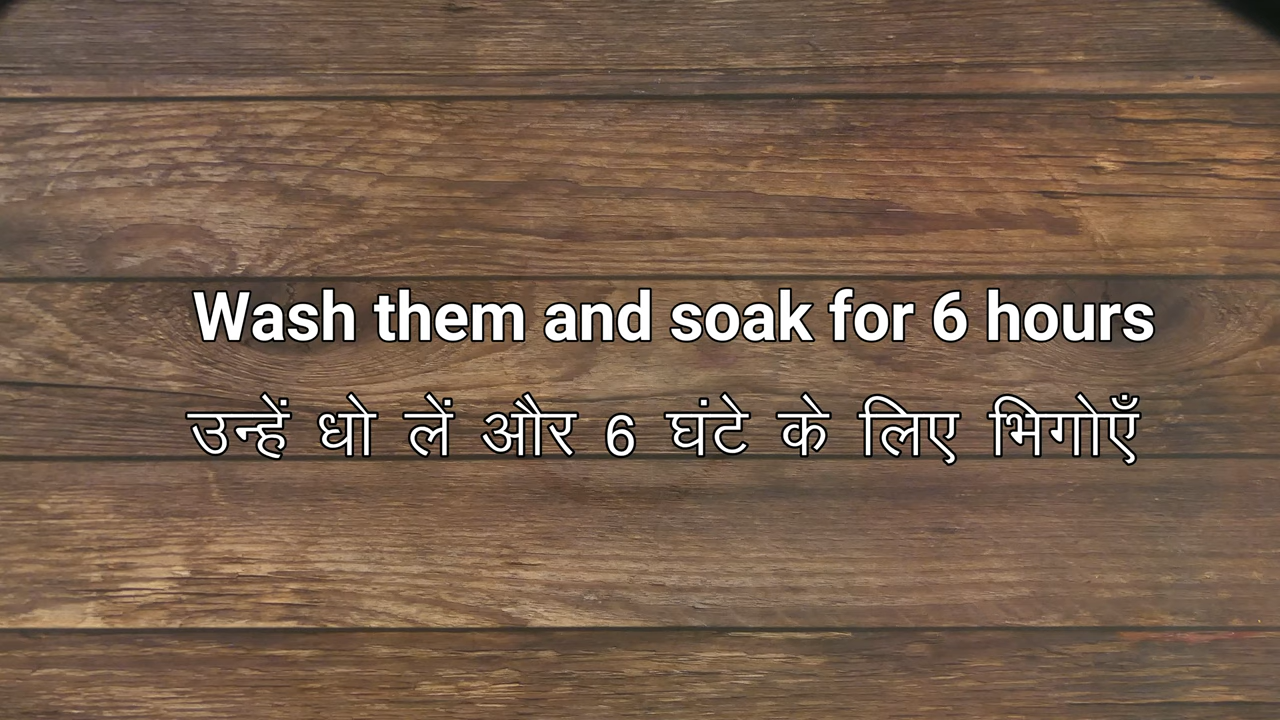 Wash them and soak for 6 hours
उन्हें धो लें और 6 घंटे के लिए भिगोएँ